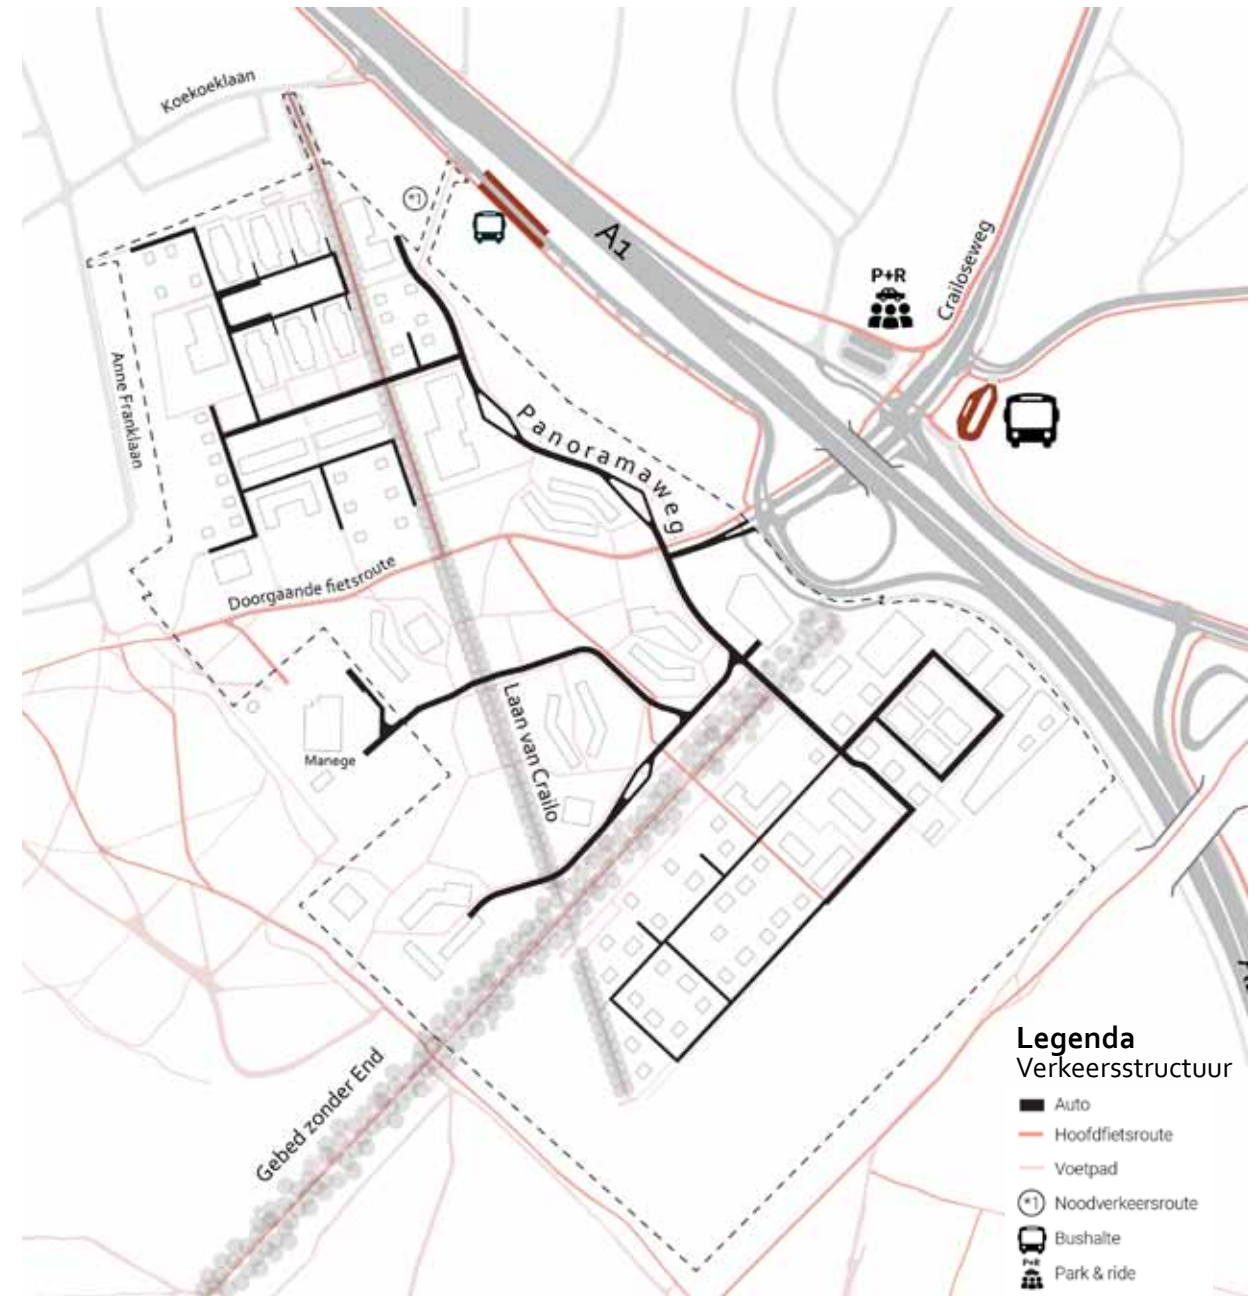 Koekoeklaan
*1
A1
P+R
Crailoseweg
Anne Franklaan
Panoramaweg
Doorgaande fietsroute
Laan van Crailo
Manege
Gebed zonder End
Legenda
Verkeersstructuur
Auto
Hoofdfietsroute
Voetpad
*1 Noodverkeersroute
Bushalte
P+R
Park & ride